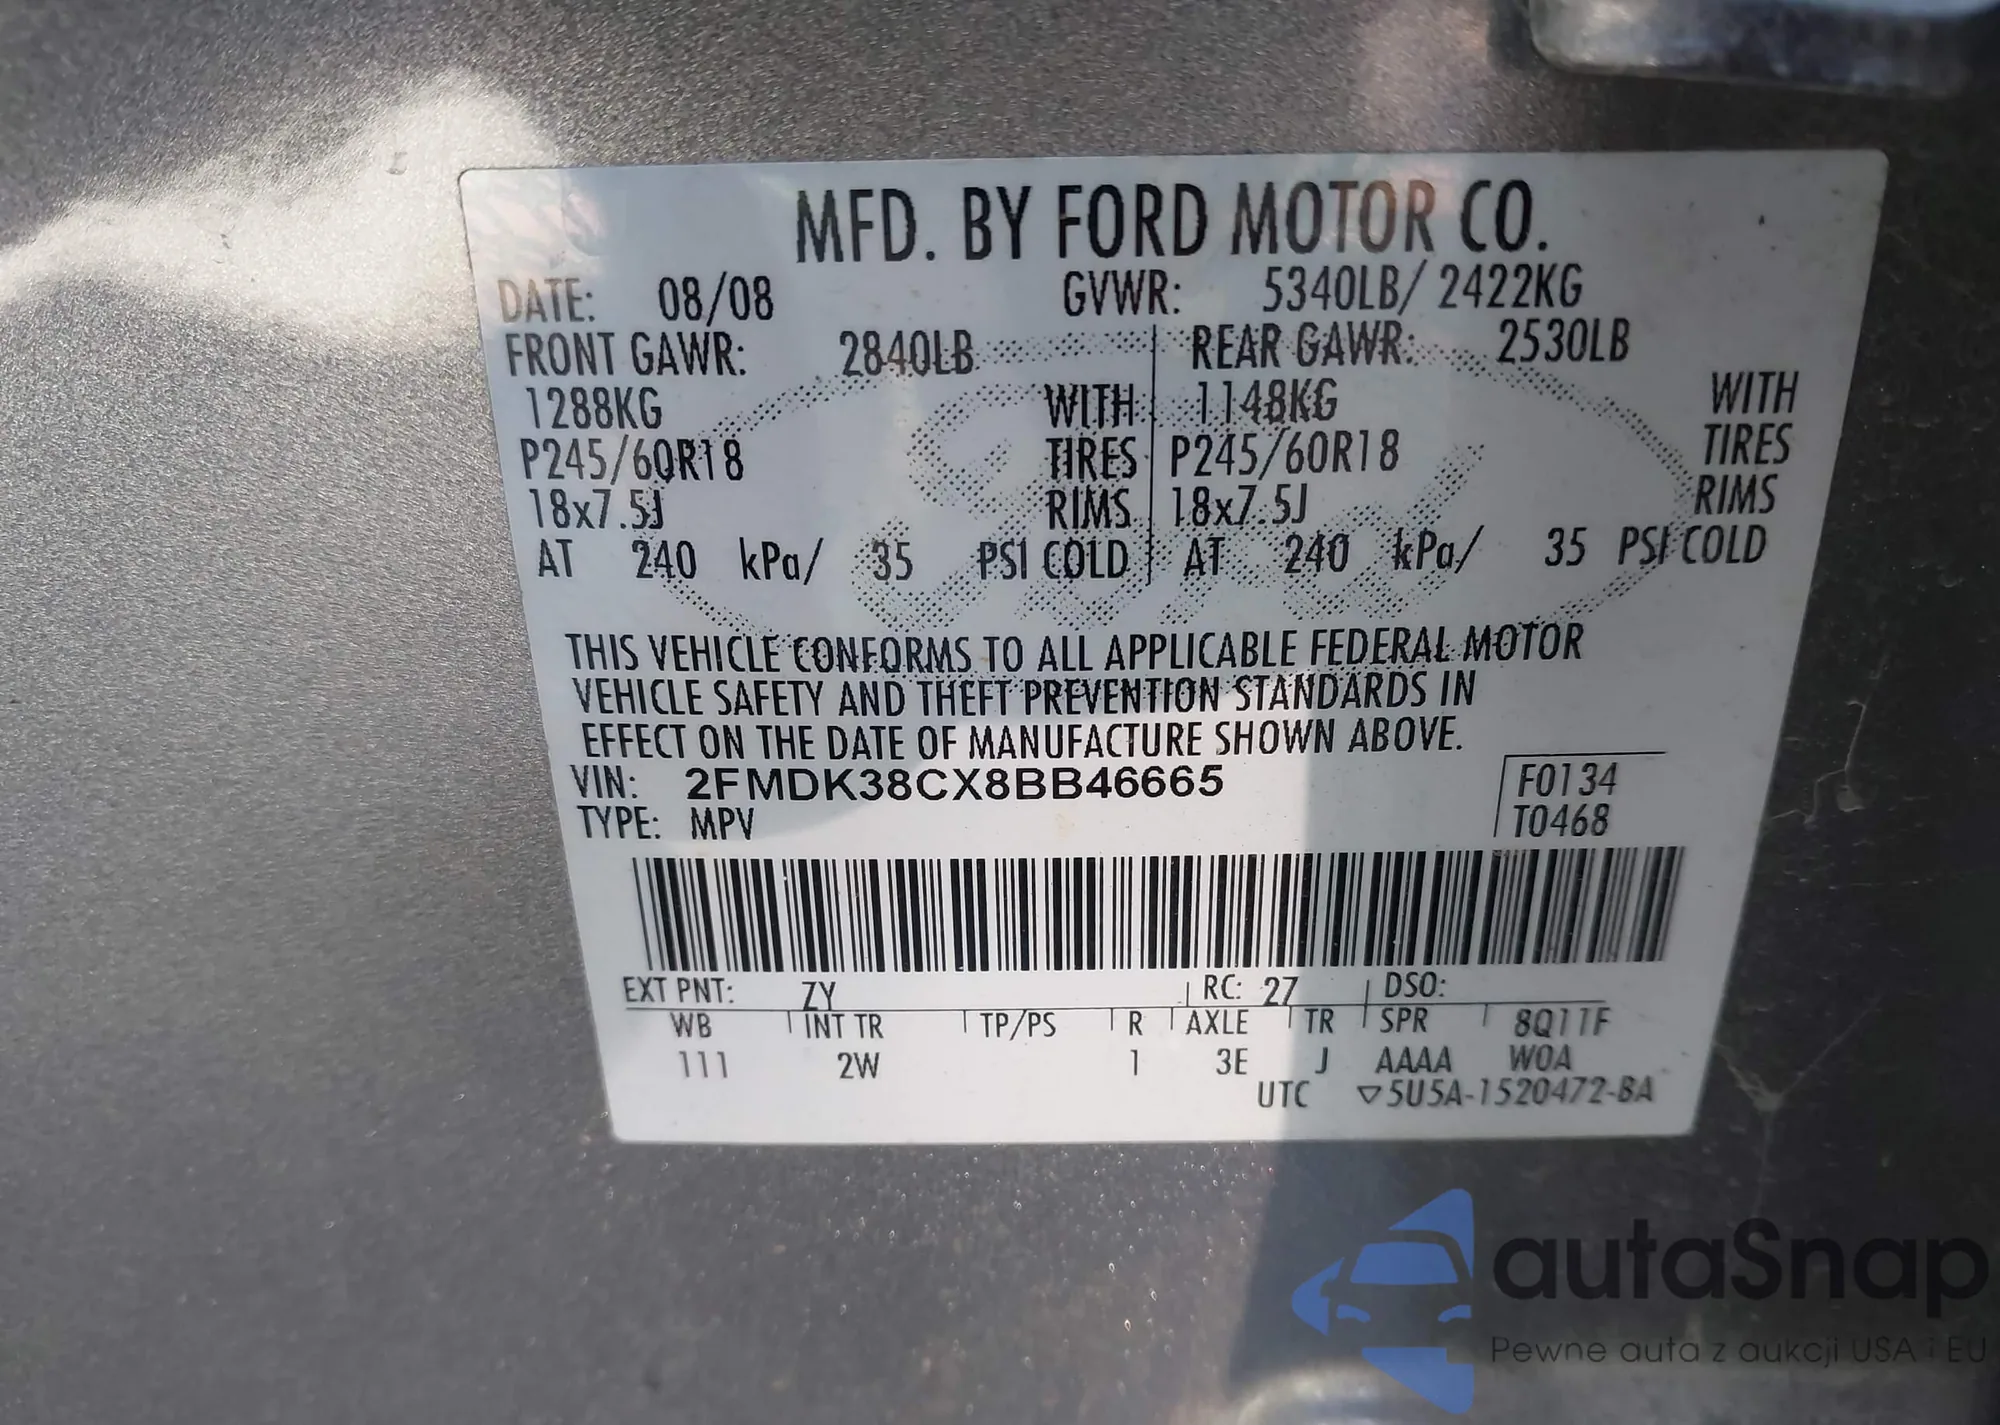 MFD. BY FORD MOTOR CO.
DATE: 08/08 GVWR: 5340LB/ 2422KG
FRONT GAWR: 2840LB REAR GAWR: 2530LB
1288KG WITH 1148KG WITH
P245/60R18 TIRES P245/60R18 TIRES
18x7.5J RIMS 18x7.5J RIMS
AT 240 kPa/ 35 PSI COLD AT 240 kPa/ 35 PSI COLD
THIS VEHICLE CONFORMS TO ALL APPLICABLE FEDERAL MOTOR
VEHICLE SAFETY AND THEFT PREVENTION STANDARDS IN
EFFECT ON THE DATE OF MANUFACTURE SHOWN ABOVE.
VIN: 2FMDK38CX8BB46665 F0134
TYPE: MPV T0468
EXT PNT: ZY RC: 27 DSO:
WB INT TR TP/PS R AXLE TR SPR 8Q11F
111 2W 1 3E J AAAA WOA
UTC ▽5U5A-1520472-BA
autaSnap
Pewne auta z aukcji USA i EU